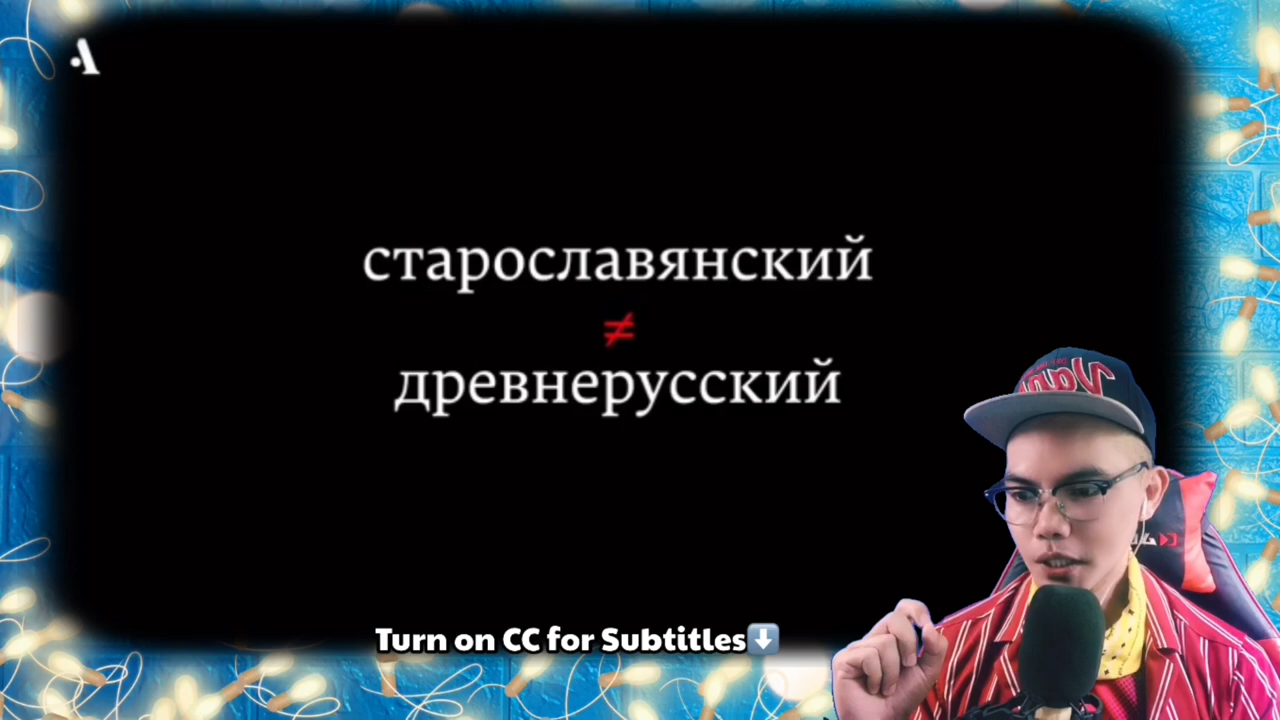 А
старославянский
≠
древнерусский
Turn on CC for Subtitles